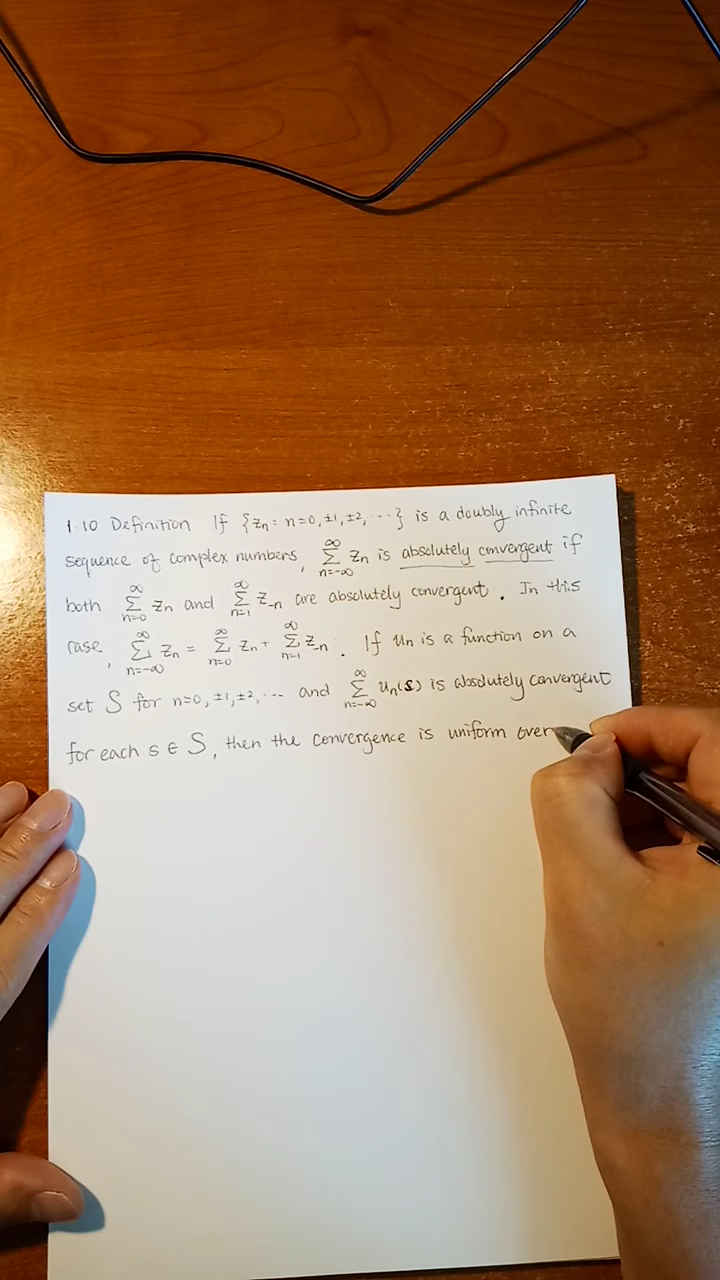 1.10 Definition If {zₙ : n=0, ±1, ±2, ⋯} is a doubly infinite
sequence of complex numbers, ∑_{n=-∞}^{∞} zₙ is absolutely convergent if
both ∑_{n=0}^{∞} zₙ and ∑_{n=1}^{∞} z₋ₙ are absolutely convergent. In this
case, ∑_{n=-∞}^{∞} zₙ = ∑_{n=0}^{∞} zₙ + ∑_{n=1}^{∞} z₋ₙ. If uₙ is a function on a
set S for n=0, ±1, ±2, ⋯ and ∑_{n=-∞}^{∞} uₙ(s) is absolutely convergent
for each s ∈ S, then the convergence is uniform over